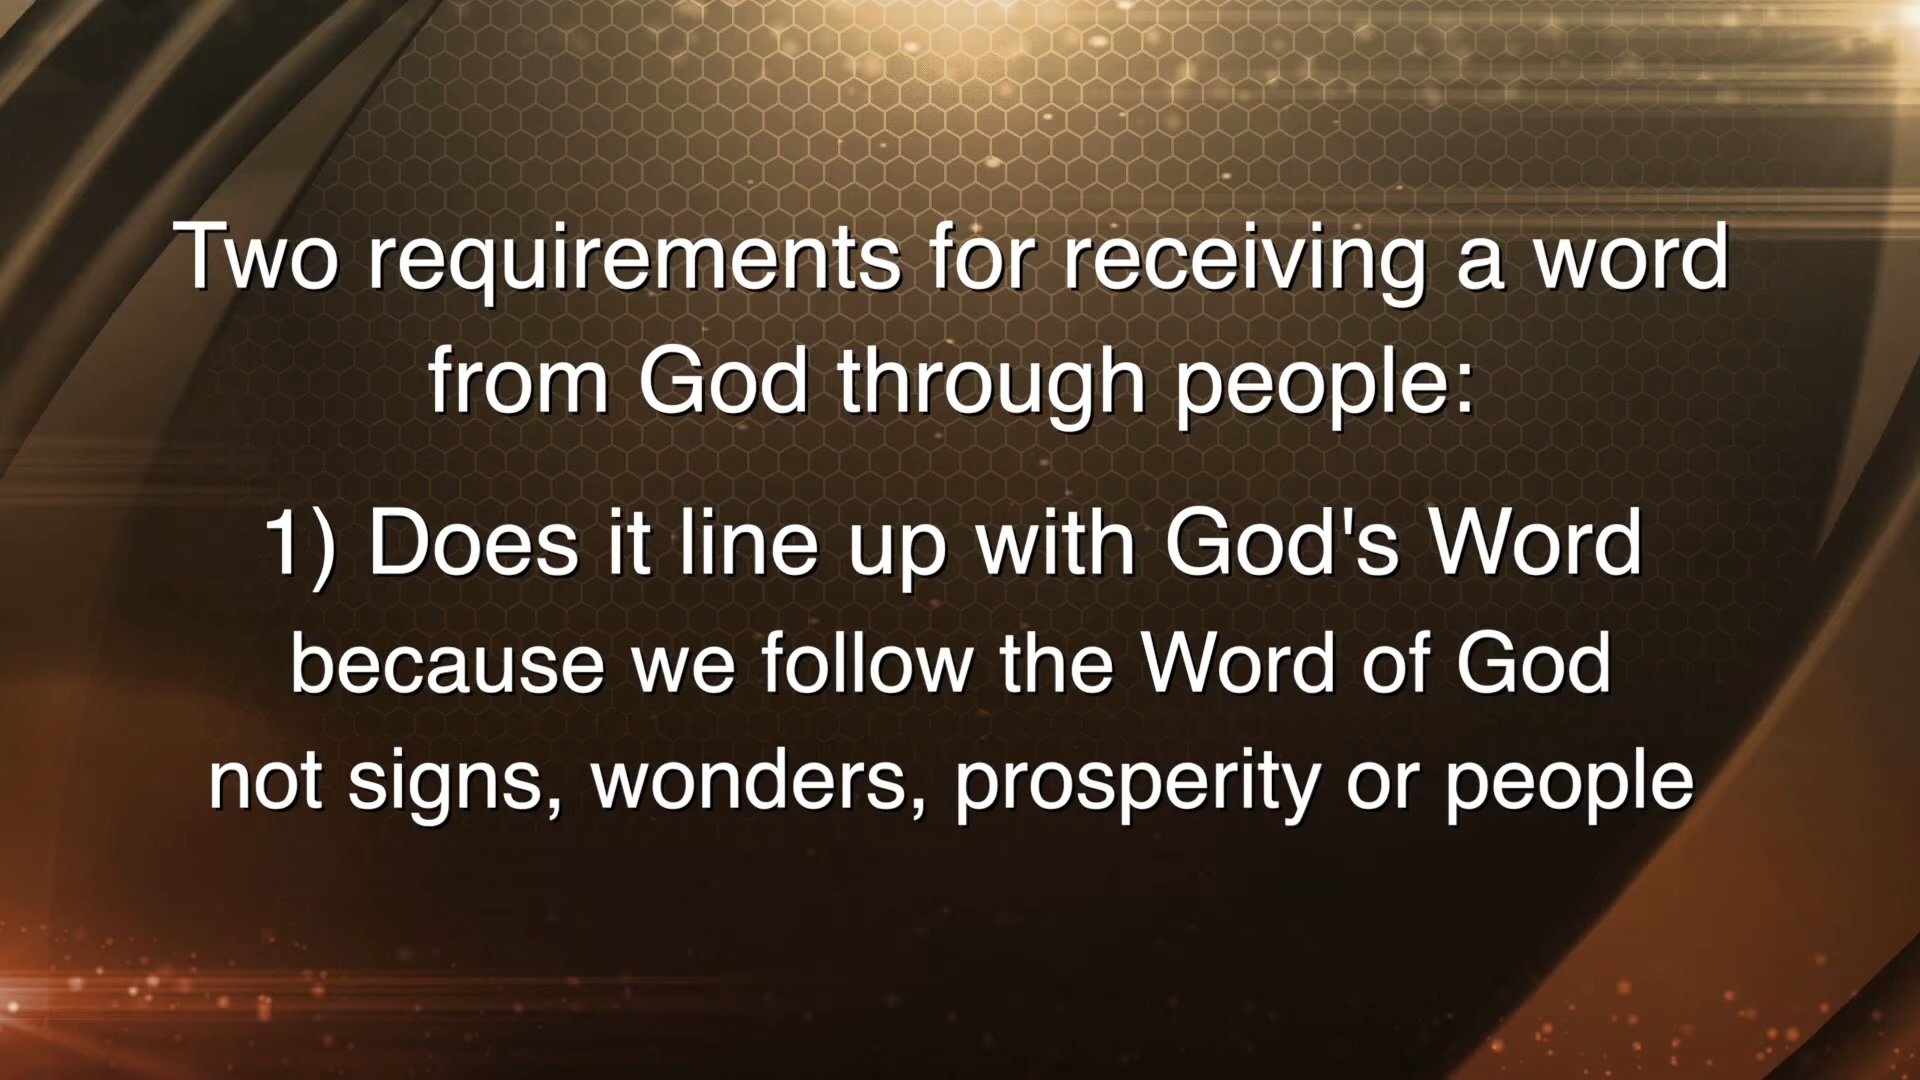 Two requirements for receiving a word
from God through people:
1) Does it line up with God's Word
because we follow the Word of God
not signs, wonders, prosperity or people